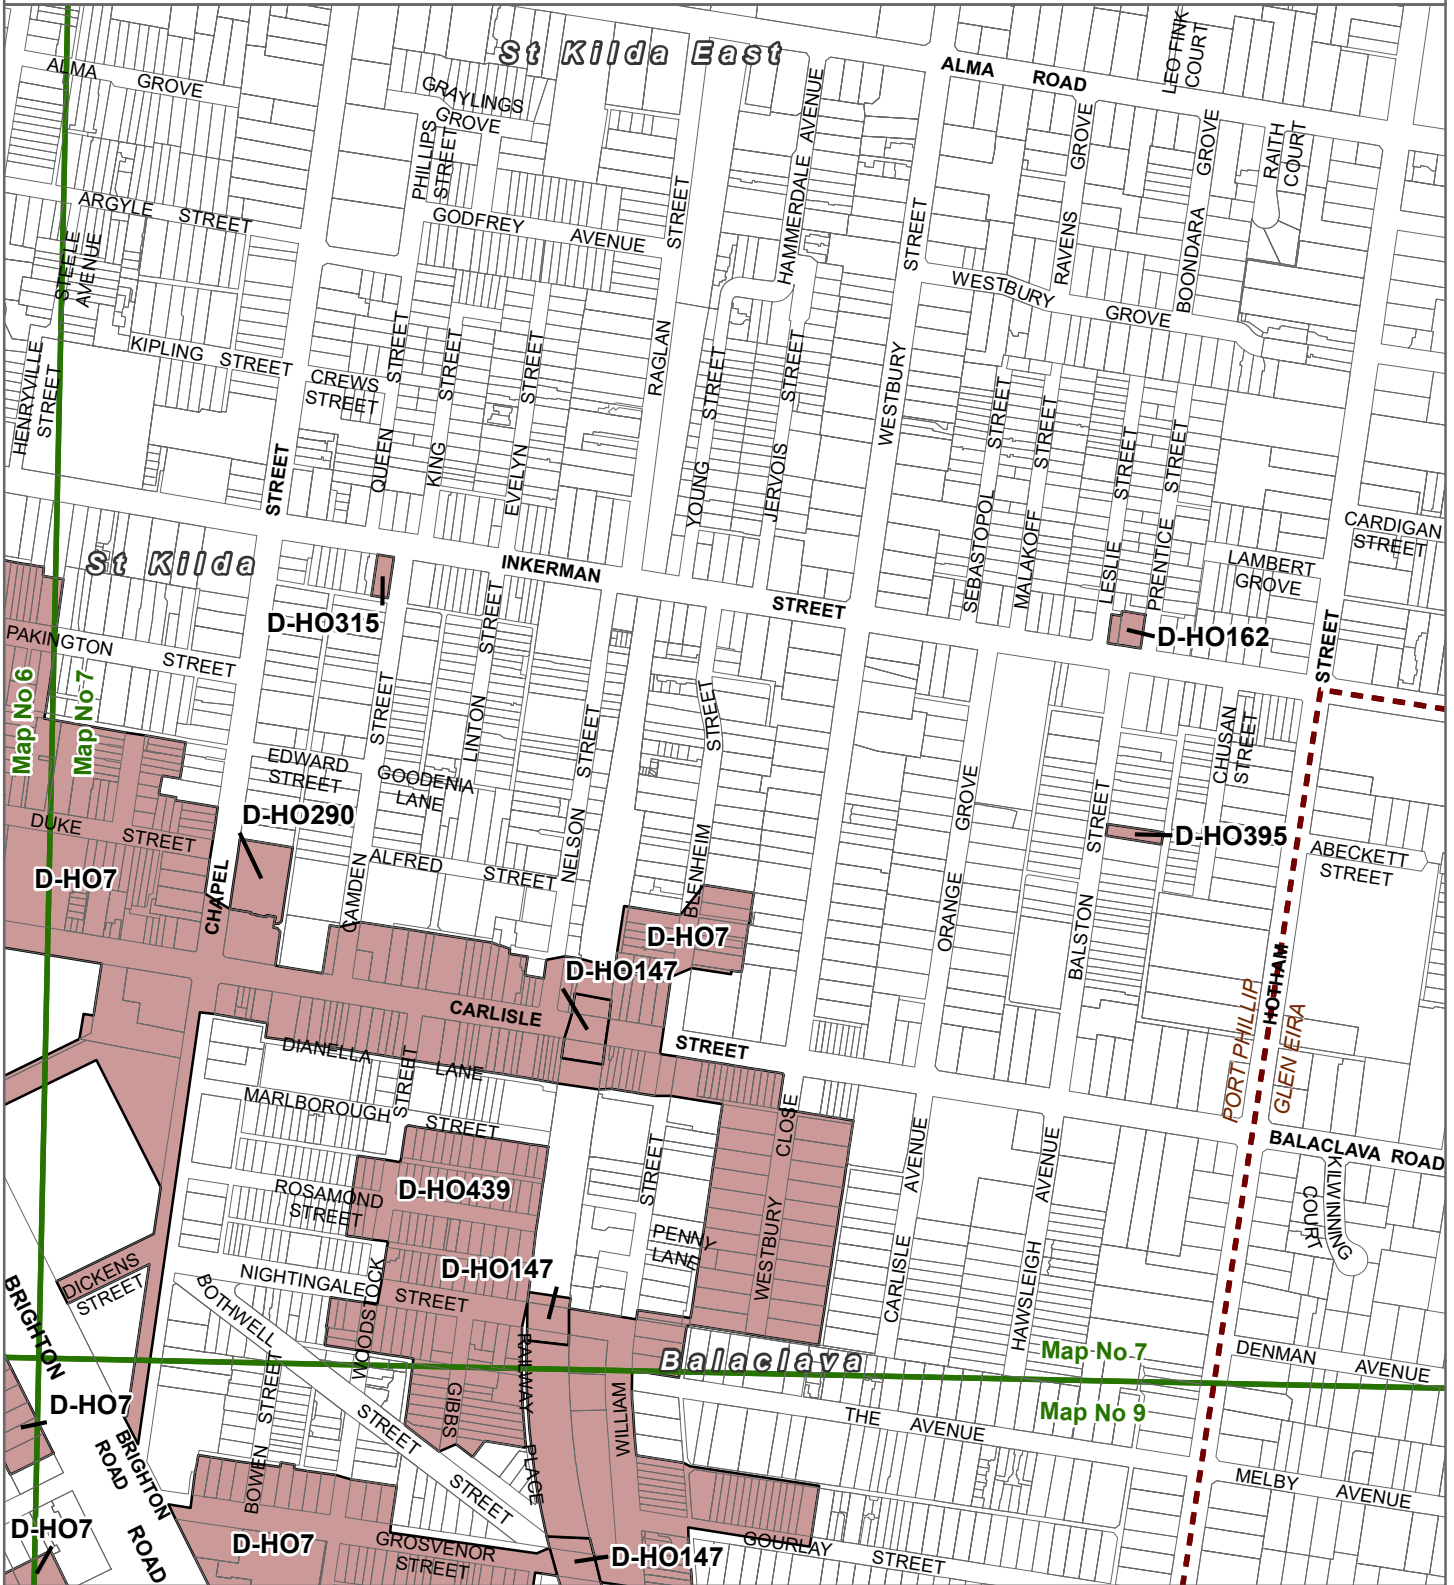 St Kilda East
ALMA ROAD
LEO FINK
COURT
ALMA GROVE
GRAYLINGS
GROVE
PHILLIPS
STREET
HAMMERDALE AVENUE
RAVENS GROVE
BOONDARA GROVE
RAITH
COURT
ARGYLE STREET
GODFREY AVENUE
STEELE
AVENUE
RAGLAN STREET
WESTBURY STREET
WESTBURY GROVE
KIPLING STREET
HENRYVILLE
STREET
CREWS
STREET
QUEEN STREET
KING STREET
EVELYN STREET
YOUNG STREET
JERVOIS STREET
SEBASTOPOL STREET
MALAKOFF STREET
LESLIE STREET
PRENTICE STREET
CARDIGAN
STREET
LAMBERT
GROVE
St Kilda
INKERMAN STREET
D-HO315
D-HO162
PAKINGTON STREET
Map No 6
Map No 7
CHAPEL STREET
CAMDEN STREET
LINTON STREET
NELSON STREET
BLENHEIM STREET
ORANGE GROVE
BALSTON STREET
CHUSAN
STREET
HOTHAM STREET
EDWARD
STREET
GOODENIA
LANE
D-HO290
DUKE STREET
D-HO395
ABECKETT
STREET
ALFRED STREET
D-HO7
D-HO7
D-HO147
CARLISLE STREET
PORT PHILLIP
GLEN EIRA
DIANELLA LANE
MARLBOROUGH STREET
STREET
BALACLAVA ROAD
KILWINNING
COURT
D-HO439
ROSAMOND
STREET
STREET
PENNY
LANE
WESTBURY CLOSE
CARLISLE AVENUE
HAWSLEIGH AVENUE
DICKENS
STREET
NIGHTINGALE STREET
WOODSTOCK
D-HO147
BOTHWELL STREET STREET
BRIGHTON ROAD
Balaclava
Map No 7
Map No 9
DENMAN AVENUE
D-HO7
BRIGHTON ROAD
BOWEN STREET
GIBBS
RAILWAY PLACE
WILLIAM
THE AVENUE
MELBY AVENUE
D-HO7
D-HO7
GROSVENOR
STREET
D-HO147
GOURLAY STREET